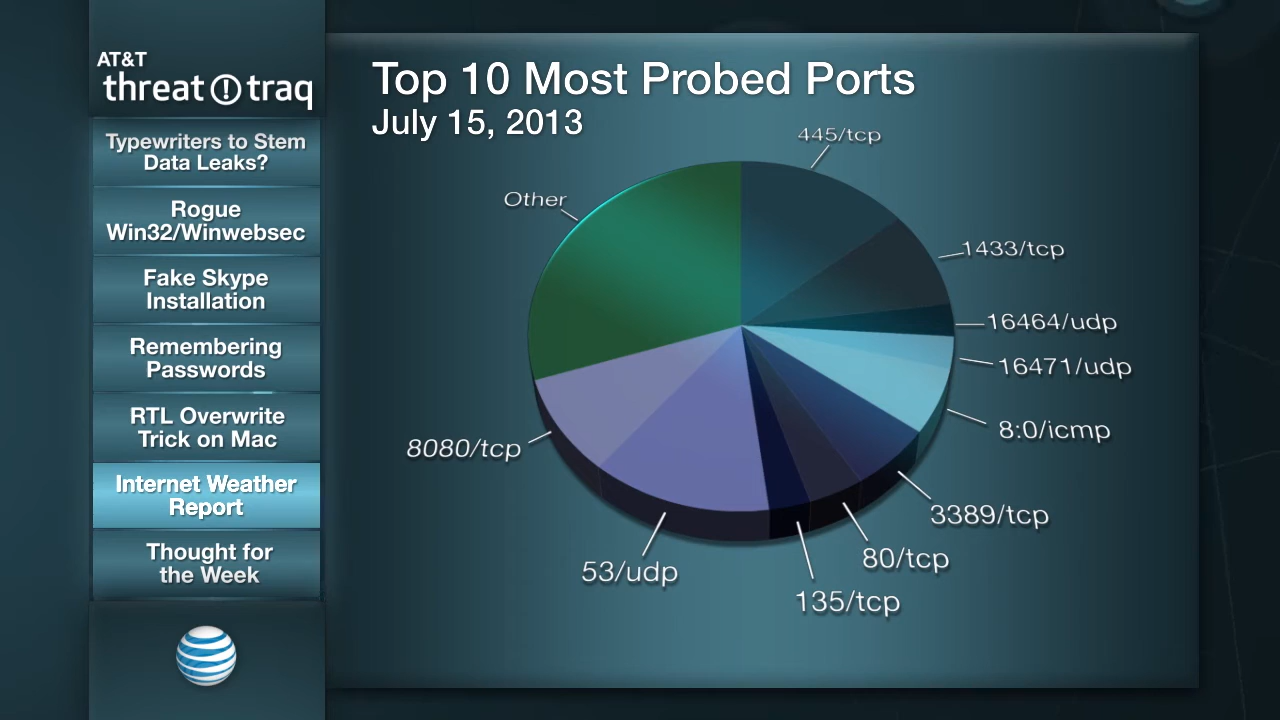 AT&T
threat!traq
Typewriters to Stem
Data Leaks?
Rogue
Win32/Winwebsec
Fake Skype
Installation
Remembering
Passwords
RTL Overwrite
Trick on Mac
Internet Weather
Report
Thought for
the Week
Top 10 Most Probed Ports
July 15, 2013
445/tcp
1433/tcp
16464/udp
16471/udp
8:0/icmp
3389/tcp
80/tcp
135/tcp
53/udp
8080/tcp
Other